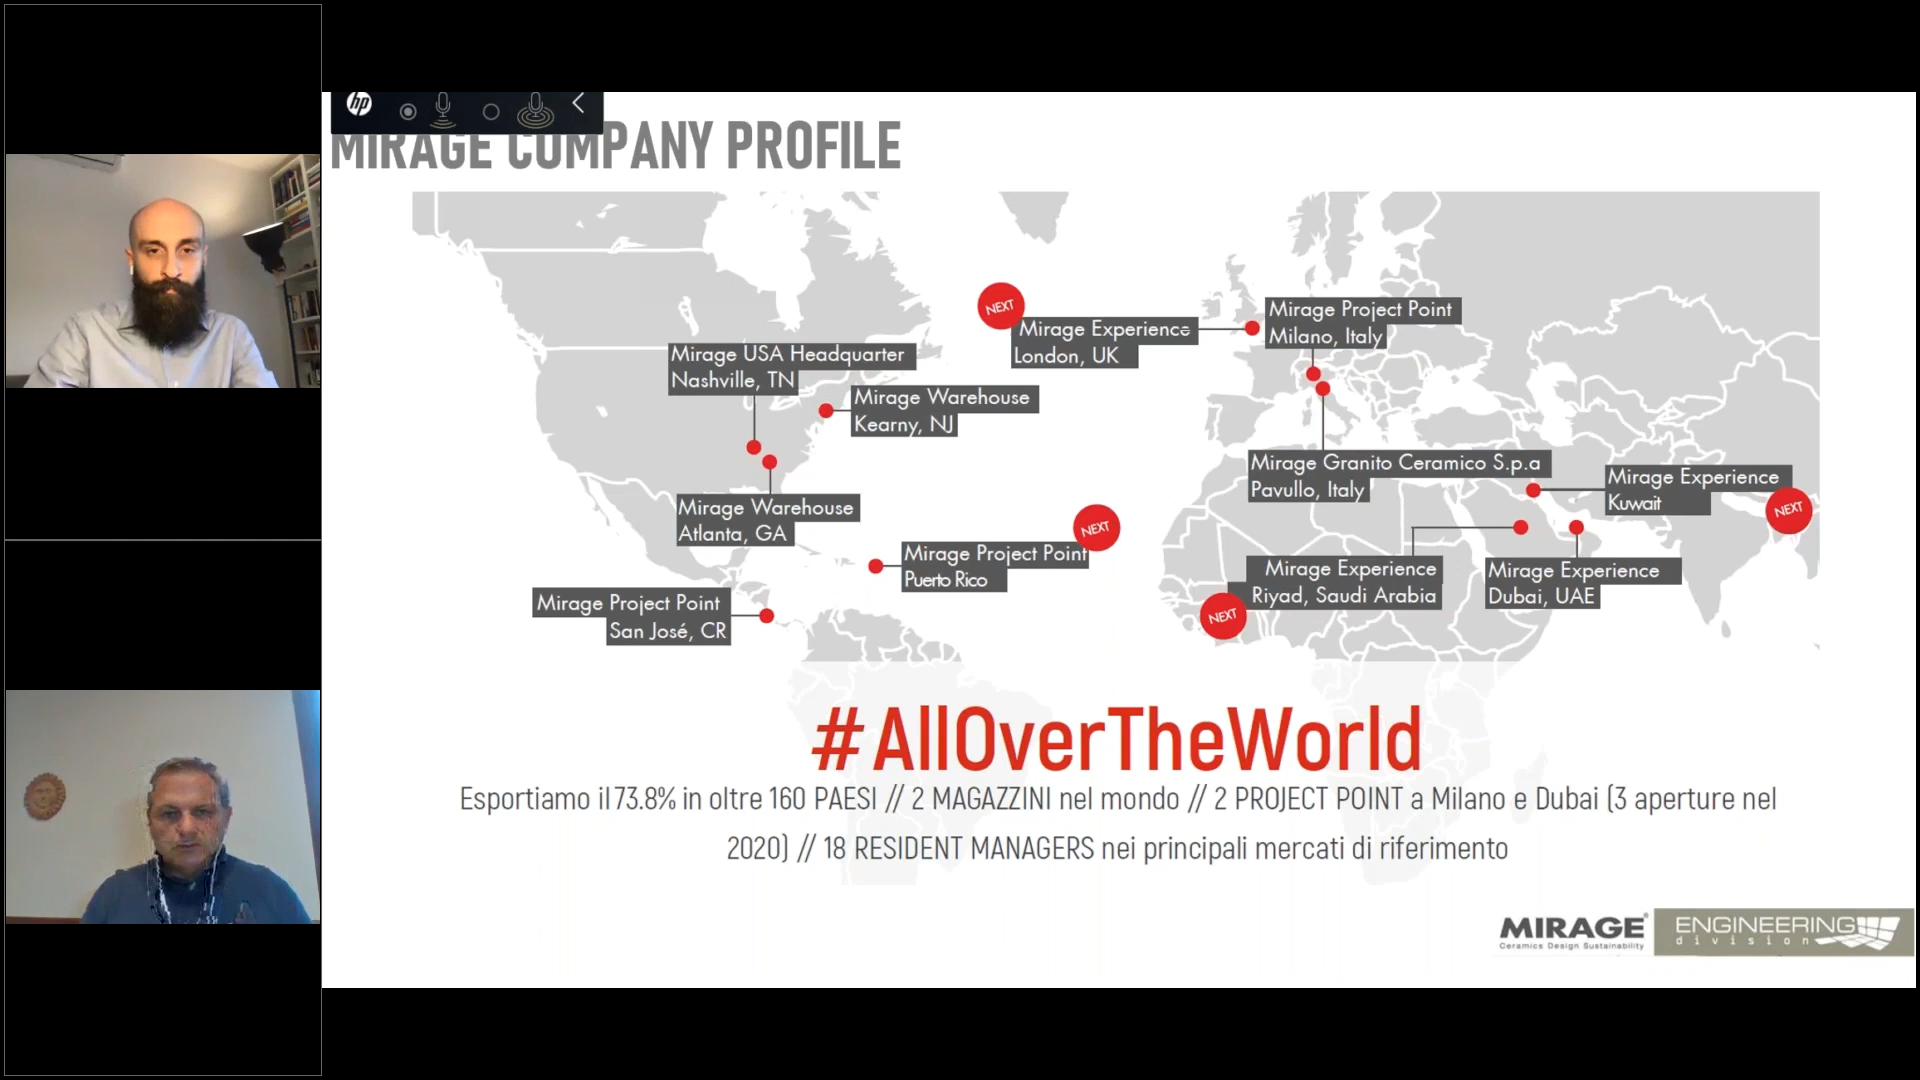 hp
MIRAGE COMPANY PROFILE
NEXT
Mirage Experience
London, UK
Mirage Project Point
Milano, Italy
Mirage USA Headquarter
Nashville, TN
Mirage Warehouse
Kearny, NJ
Mirage Granito Ceramico S.p.a
Pavullo, Italy
Mirage Experience
Kuwait
NEXT
Mirage Warehouse
Atlanta, GA
NEXT
Mirage Project Point
Puerto Rico
Mirage Experience
Riyad, Saudi Arabia
NEXT
Mirage Experience
Dubai, UAE
Mirage Project Point
San José, CR
#AllOverTheWorld
Esportiamo il 73.8% in oltre 160 PAESI // 2 MAGAZZINI nel mondo // 2 PROJECT POINT a Milano e Dubai (3 aperture nel
2020) // 18 RESIDENT MANAGERS nei principali mercati di riferimento
MIRAGE®
Ceramics Design Sustainability
ENGINEERING
division